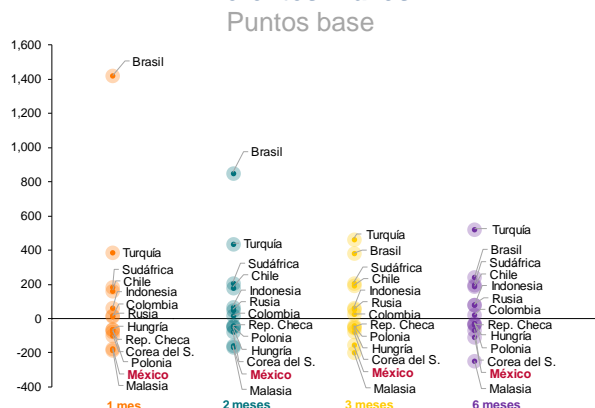 Puntos base
1,600
1,400
1,200
1,000
800
600
400
200
0
-200
-400
Brasil
Turquía
Sudáfrica
Chile
Indonesia
Colombia
Rusia
Hungría
Rep. Checa
Corea del S.
Polonia
México
Malasia
1 mes
Brasil
Turquía
Sudáfrica
Chile
Indonesia
Rusia
Colombia
Rep. Checa
Polonia
Hungría
Corea del S.
México
Malasia
2 meses
Turquía
Brasil
Sudáfrica
Chile
Indonesia
Rusia
Colombia
Rep. Checa
Polonia
Hungría
Corea del S.
México
Malasia
3 meses
Turquía
Brasil
Sudáfrica
Indonesia
Chile
Rusia
Colombia
Rep. Checa
Hungría
Polonia
Corea del S.
México
Malasia
6 meses